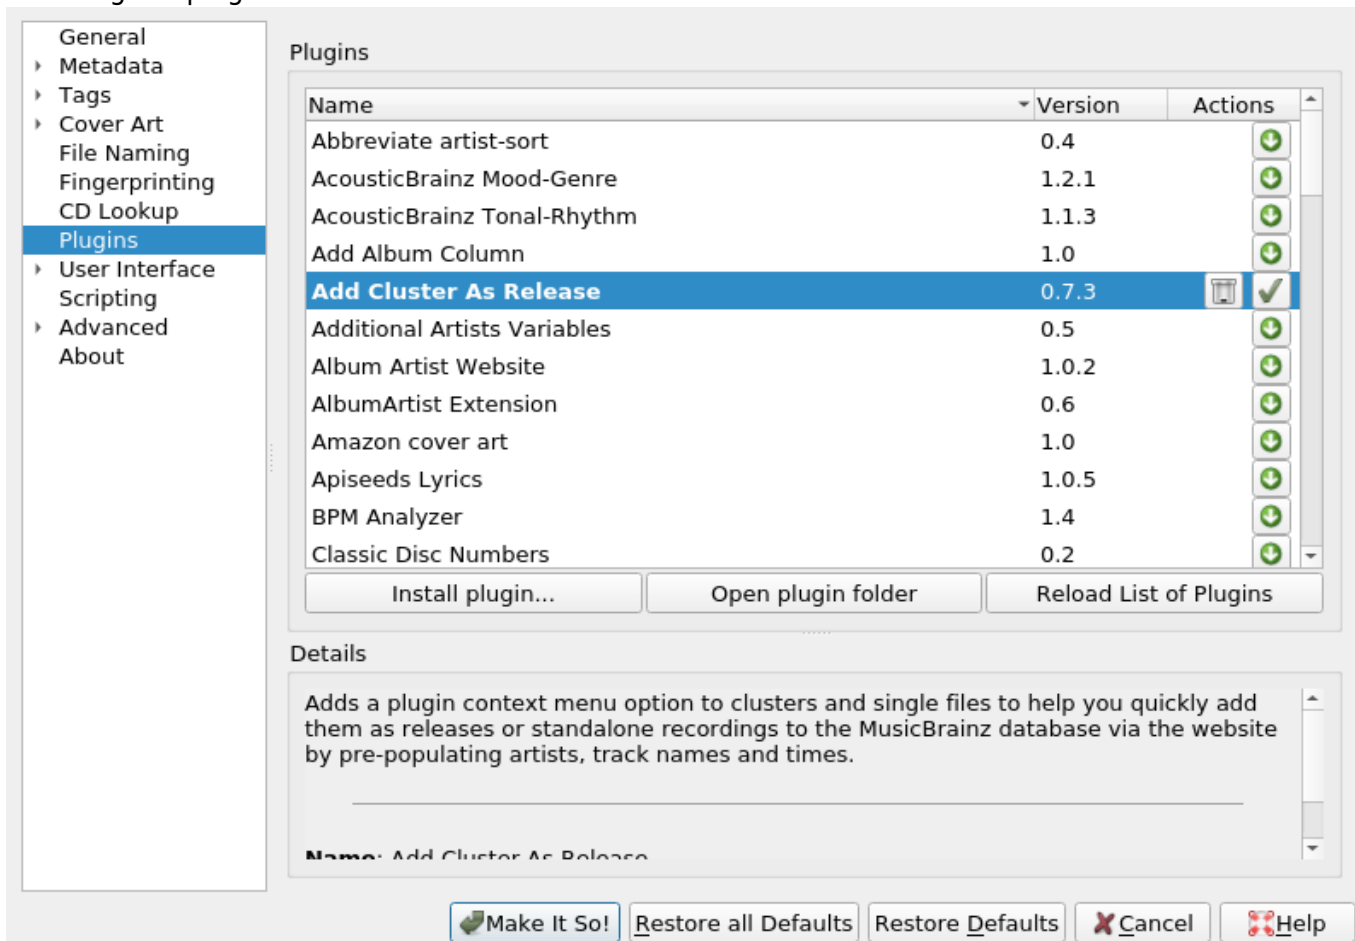 General
Metadata
Tags
Cover Art
File Naming
Fingerprinting
CD Lookup
Plugins
User Interface
Scripting
Advanced
About
Plugins
Name Version Actions
Abbreviate artist-sort 0.4
AcousticBrainz Mood-Genre 1.2.1
AcousticBrainz Tonal-Rhythm 1.1.3
Add Album Column 1.0
Add Cluster As Release 0.7.3
Additional Artists Variables 0.5
Album Artist Website 1.0.2
AlbumArtist Extension 0.6
Amazon cover art 1.0
Apiseeds Lyrics 1.0.5
BPM Analyzer 1.4
Classic Disc Numbers 0.2
Install plugin... Open plugin folder Reload List of Plugins
Details
Adds a plugin context menu option to clusters and single files to help you quickly add
them as releases or standalone recordings to the MusicBrainz database via the website
by pre-populating artists, track names and times.
Name: Add Cluster As Release
Make It So! Restore all Defaults Restore Defaults Cancel Help